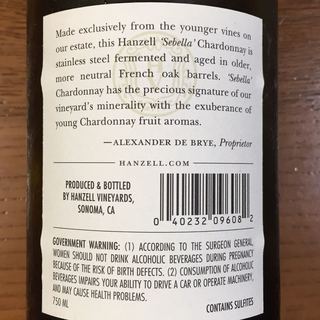 Made exclusively from the younger vines on
our estate, this Hanzell 'Sebella' Chardonnay is
stainless steel fermented and aged in older,
more neutral French oak barrels. 'Sebella'
Chardonnay has the precious signature of our
vineyard's minerality with the exuberance of
young Chardonnay fruit aromas.
—ALEXANDER DE BRYE, Proprietor
HANZELL.COM
PRODUCED & BOTTLED
BY HANZELL VINEYARDS,
SONOMA, CA
0 40232 09608 2
GOVERNMENT WARNING: (1) ACCORDING TO THE SURGEON GENERAL,
WOMEN SHOULD NOT DRINK ALCOHOLIC BEVERAGES DURING PREGNANCY
BECAUSE OF THE RISK OF BIRTH DEFECTS. (2) CONSUMPTION OF ALCOHOLIC
BEVERAGES IMPAIRS YOUR ABILITY TO DRIVE A CAR OR OPERATE MACHINERY,
AND MAY CAUSE HEALTH PROBLEMS.
750 ML CONTAINS SULFITES